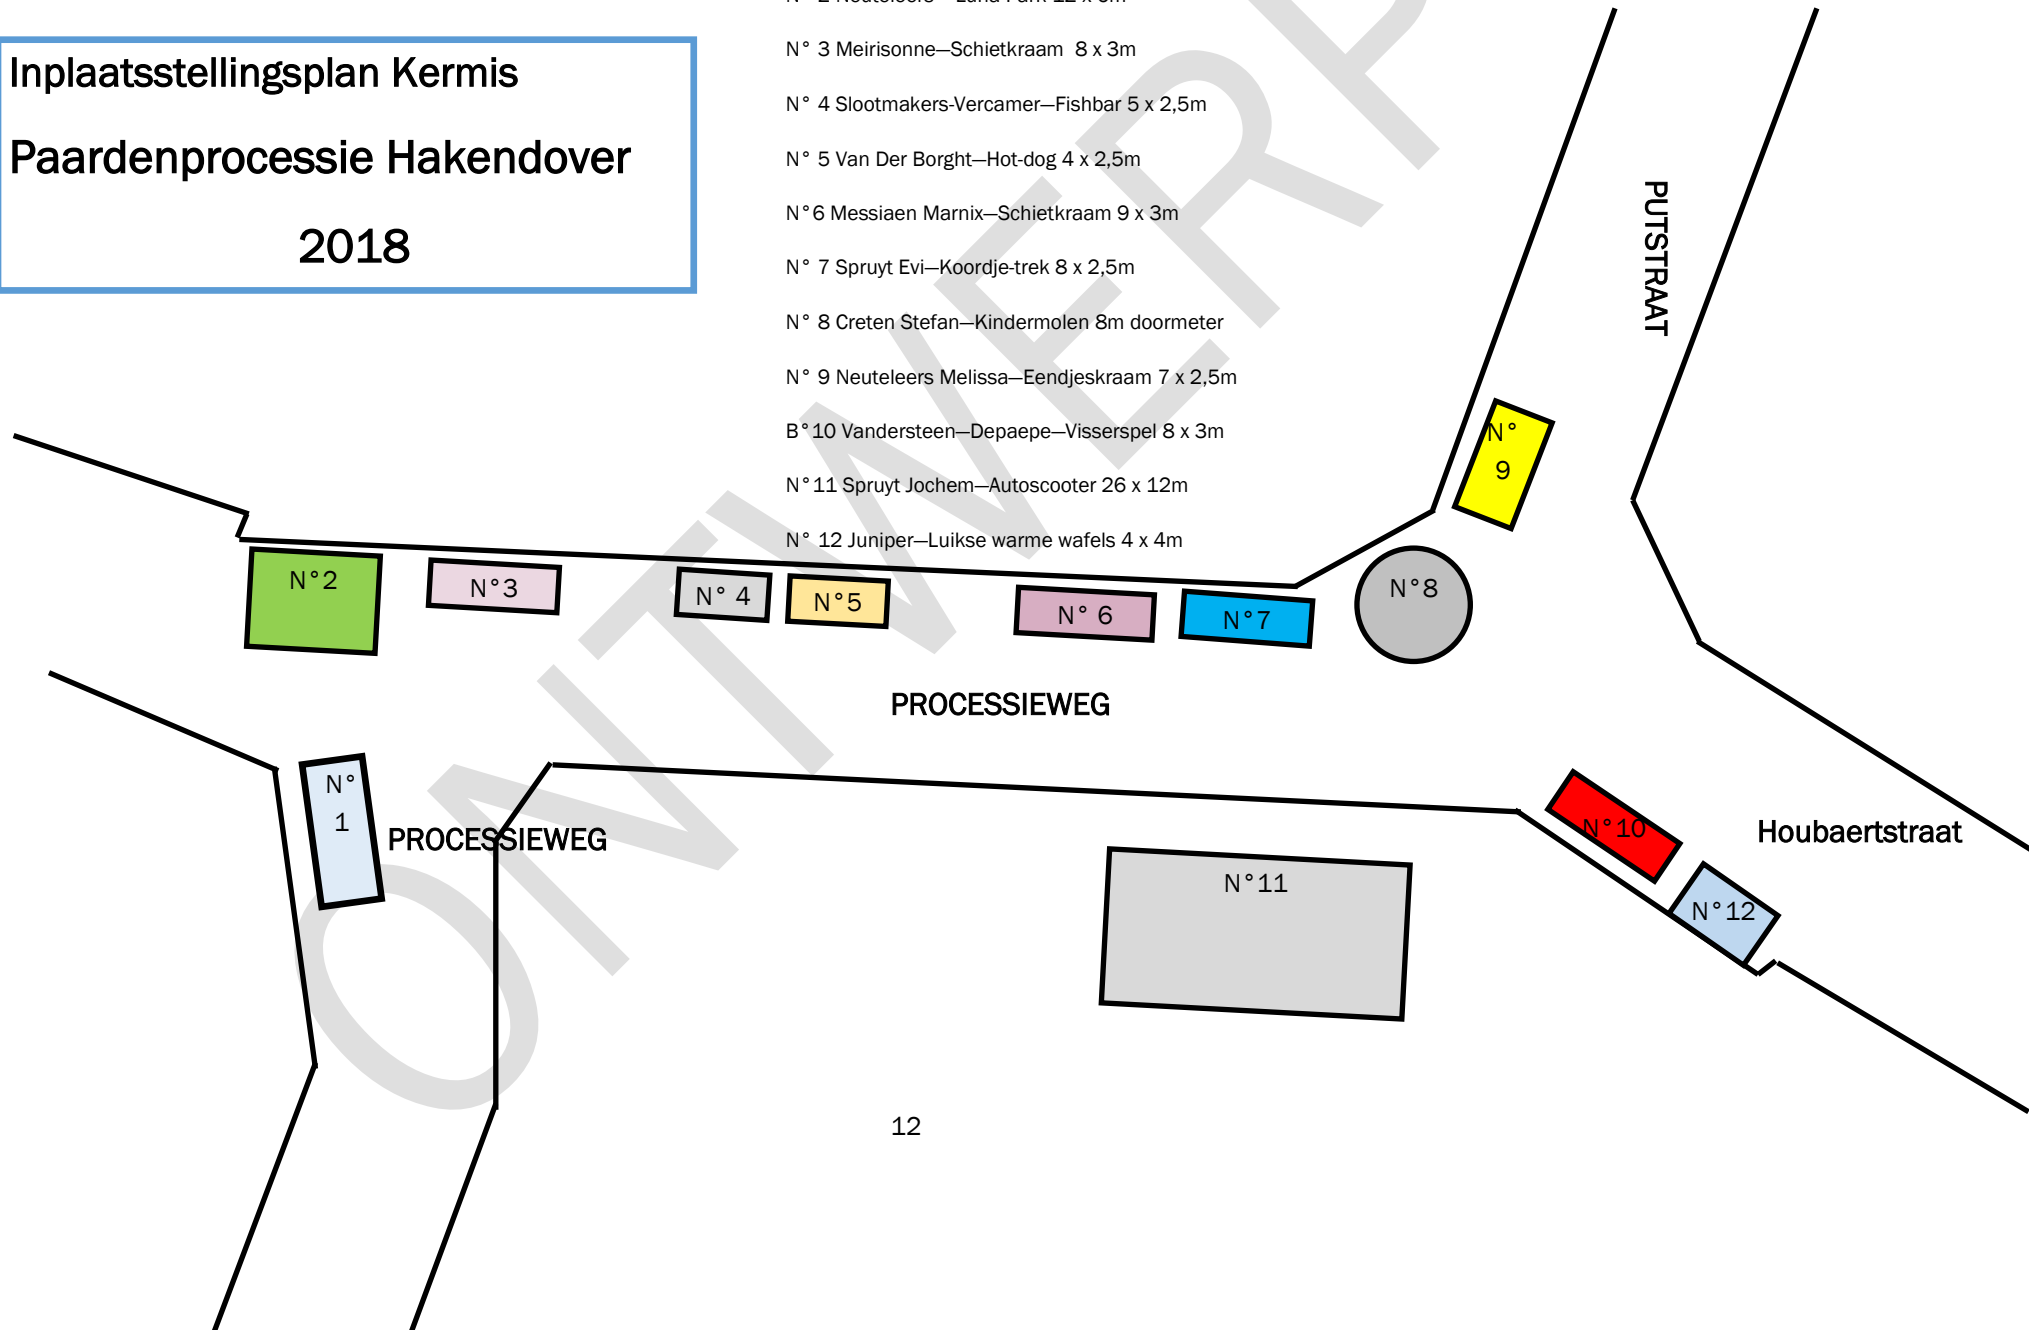 Inplaatsstellingsplan Kermis
Paardenprocessie Hakendover
2018
N° 3 Meirisonne—Schietkraam 8 x 3m
N° 4 Slootmakers-Vercamer—Fishbar 5 x 2,5m
N° 5 Van Der Borght—Hot-dog 4 x 2,5m
N°6 Messiaen Marnix—Schietkraam 9 x 3m
N° 7 Spruyt Evi—Koordje-trek 8 x 2,5m
N° 8 Creten Stefan—Kindermolen 8m doormeter
N° 9 Neuteleers Melissa—Eendjeskraam 7 x 2,5m
B°10 Vandersteen—Depaepe—Visserspel 8 x 3m
N°11 Spruyt Jochem—Autoscooter 26 x 12m
N° 12 Juniper—Luikse warme wafels 4 x 4m
PUTSTRAAT
N°
9
N°2
N°3
N° 4
N°5
N° 6
N°7
N°8
PROCESSIEWEG
N°
1
PROCESSIEWEG
N°10
Houbaertstraat
N°11
N°12
12
ONTWERP